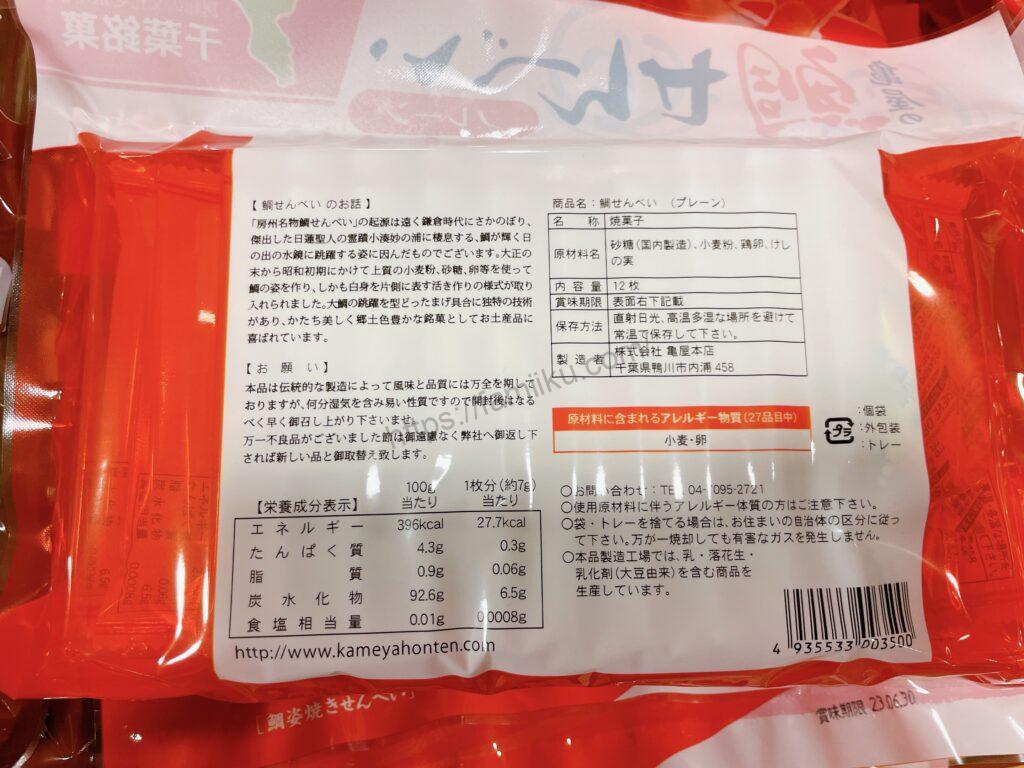 千葉銘菓
亀屋の
鯛
せんべい
プレーン
【 鯛せんべい のお話 】
「房州名物鯛せんべい」の起源は遠く鎌倉時代にさかのぼり、
傑出した日蓮聖人の霊蹟小湊妙の浦に棲息する、鯛が輝く日
の出の水鏡に跳躍する姿に因んだものでございます。大正の
末から昭和初期にかけて上質の小麦粉、砂糖、卵等を使って
鯛の姿を作り、しかも白身を片側に表す活き作りの様式が取り
入れられました。大鯛の跳躍を型どったまげ具合に独特の技術
があり、かたち美しく郷土色豊かな銘菓としてお土産品に
喜ばれています。
【 お 願 い 】
本品は伝統的な製造によって風味と品質には万全を期して
おりますが、何分湿気を含み易い性質ですので開封後はなる
べく早く御召し上がり下さいませ。
万一不良品がございました節は御遠慮なく弊社へ御返し下
されば新しい品と御取替え致します。
【栄養成分表示】 100g当たり 1枚分(約7g)当たり
エネルギー 396kcal 27.7kcal
たんぱく質 4.3g 0.3g
脂質 0.9g 0.06g
炭水化物 92.6g 6.5g
食塩相当量 0.01g 0.0008g
http://www.kameyahonten.com
商品名:鯛せんべい (プレーン)
名称 焼菓子
原材料名 砂糖(国内製造)、小麦粉、鶏卵、けし
の実
内容量 12枚
賞味期限 表面右下記載
保存方法 直射日光、高温多湿な場所を避けて
常温で保存して下さい。
製造者 株式会社 亀屋本店
千葉県鴨川市内浦458
原材料に含まれるアレルギー物質(27品目中)
小麦・卵
プラ
:個袋
:外包装
:トレー
○お問い合わせ:TEL 04-7095-2721
○使用原材料に伴うアレルギー体質の方はご注意下さい。
○袋・トレーを捨てる場合は、お住まいの自治体の区分に従っ
て下さい。万が一焼却しても有害なガスを発生しません。
○本品製造工場では、乳・落花生・
乳化剤(大豆由来)を含む商品を
生産しています。
4 935533 003500
https://fumiiku.com
[鯛姿焼きせんべい]
賞味期限 23.06.30